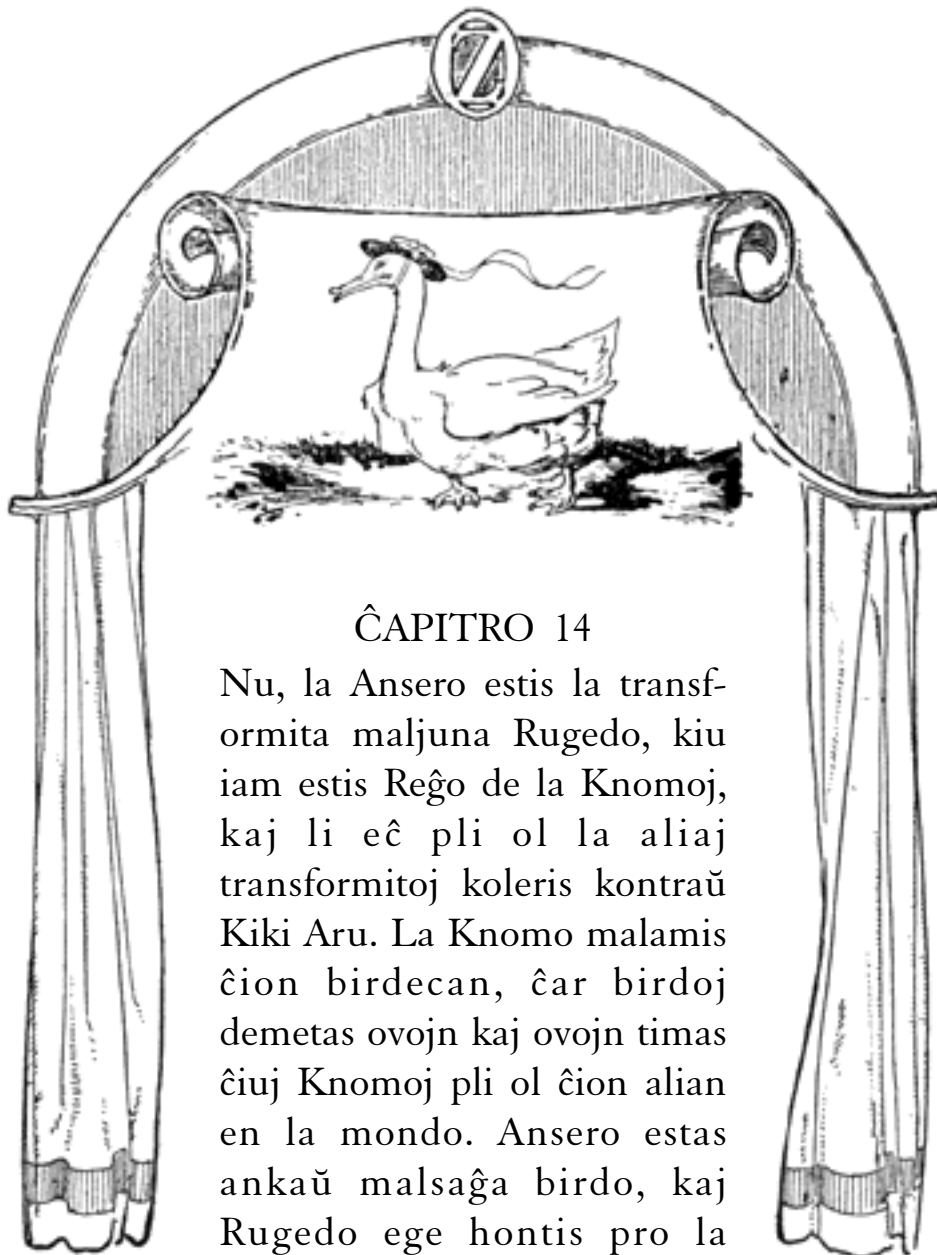 OZ
ĈAPITRO 14
Nu, la Ansero estis la transf-
ormita maljuna Rugedo, kiu
iam estis Reĝo de la Knomoj,
kaj li eĉ pli ol la aliaj
transformitoj koleris kontraŭ
Kiki Aru. La Knomo malamis
ĉion birdecan, ĉar birdoj
demetas ovojn kaj ovojn timas
ĉiuj Knomoj pli ol ĉion alian
en la mondo. Ansero estas
ankaŭ malsaĝa birdo, kaj
Rugedo ege hontis pro la